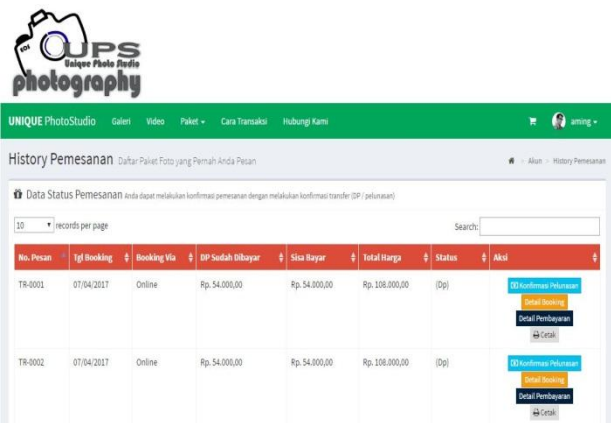 EOS
OUPS
Unique Photo Studio
photography
UNIQUE PhotoStudio Galeri Video Paket Cara Transaksi Hubungi Kami aming
History Pemesanan Daftar Paket Foto yang Pernah Anda Pesan Akun > History Pemesanan
Data Status Pemesanan Anda dapat melakukan konfirmasi pemesanan dengan melakukan konfirmasi transfer (DP / pelunasan)
10 records per page Search:
No. Pesan Tgl Booking Booking Via DP Sudah Dibayar Sisa Bayar Total Harga Status Aksi
TR-0001 07/04/2017 Online Rp. 54.000,00 Rp. 54.000,00 Rp. 108.000,00 (Dp) Konfirmasi Pelunasan
Detail Booking
Detail Pembayaran
Cetak
TR-0002 07/04/2017 Online Rp. 54.000,00 Rp. 54.000,00 Rp. 108.000,00 (Dp) Konfirmasi Pelunasan
Detail Booking
Detail Pembayaran
Cetak